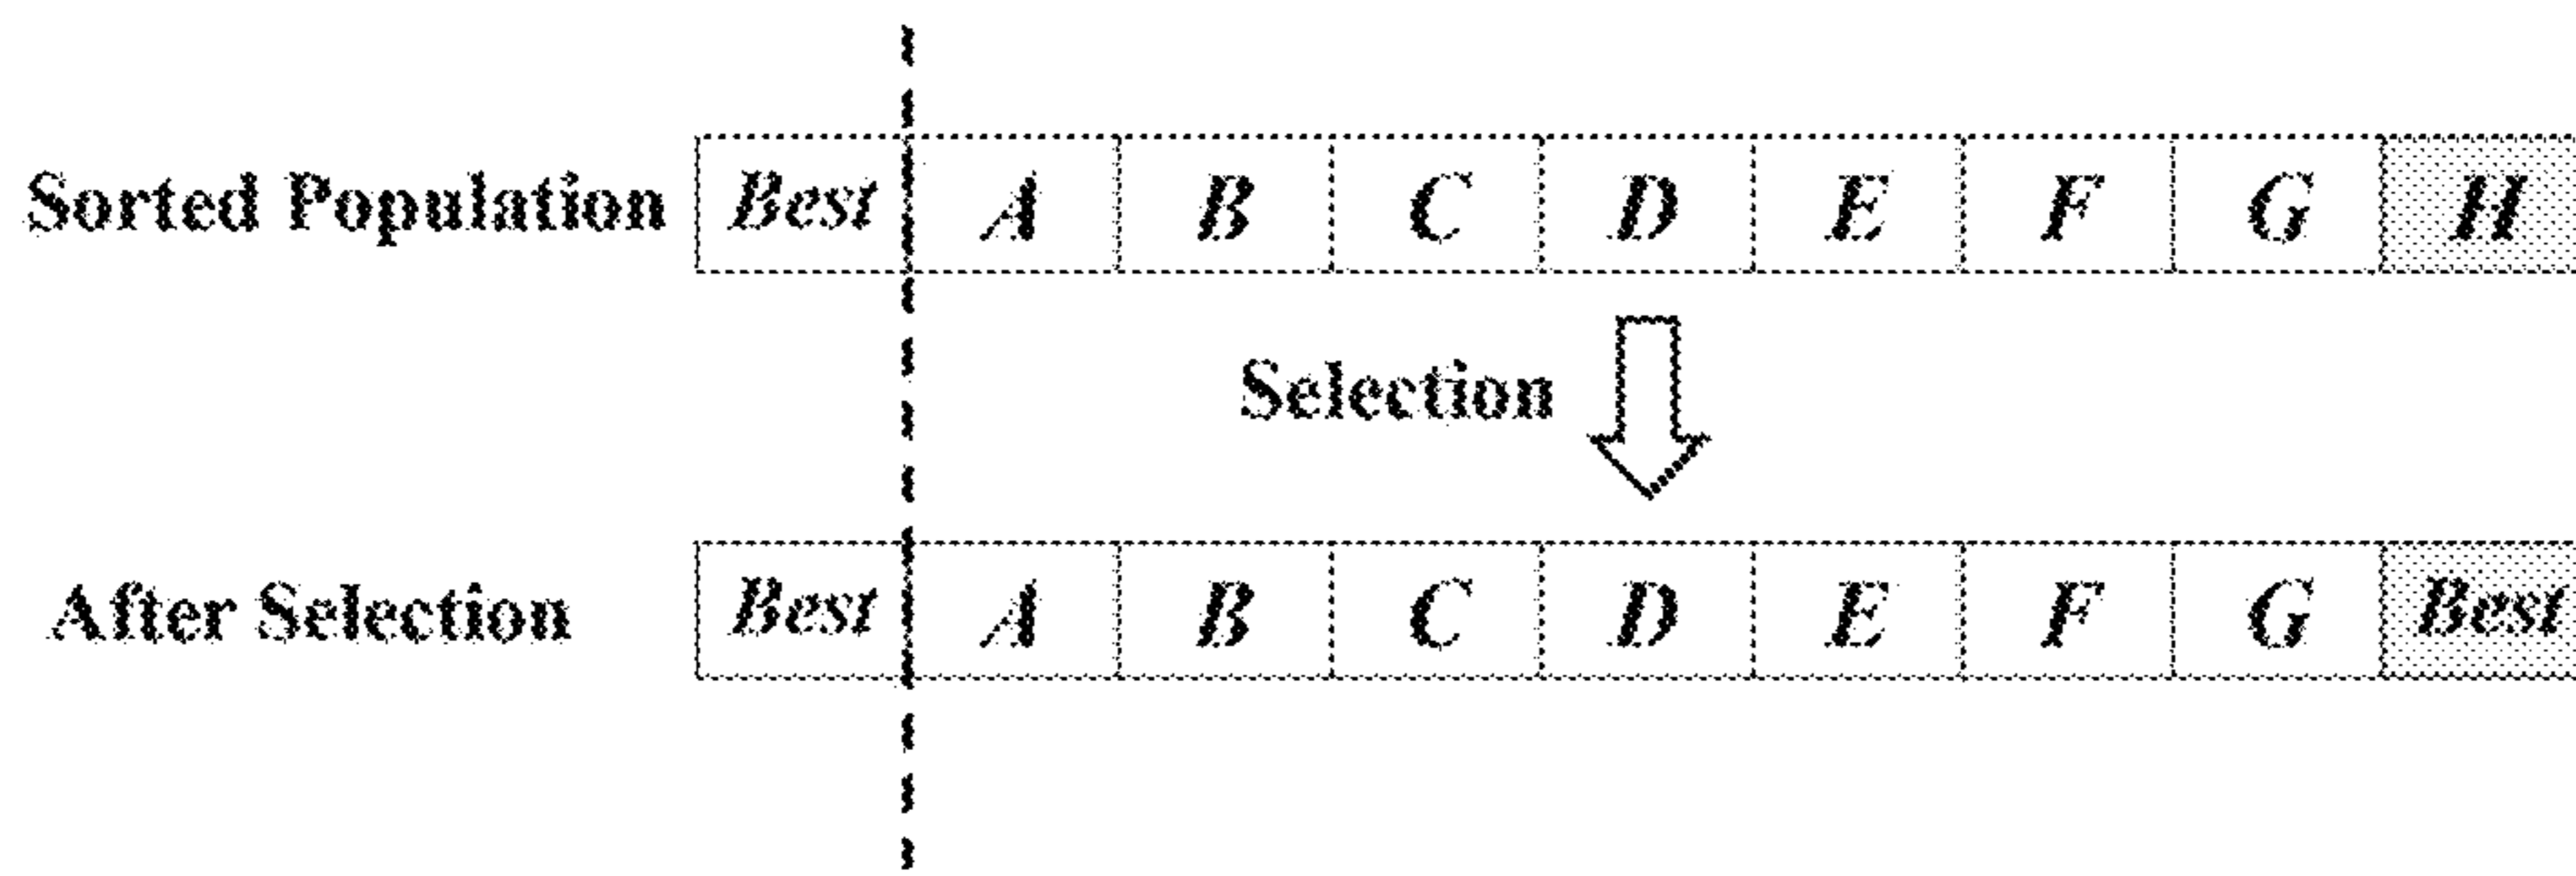 Sorted Population Best A B C D E F G H
Selection
After Selection Best A B C D E F G Best